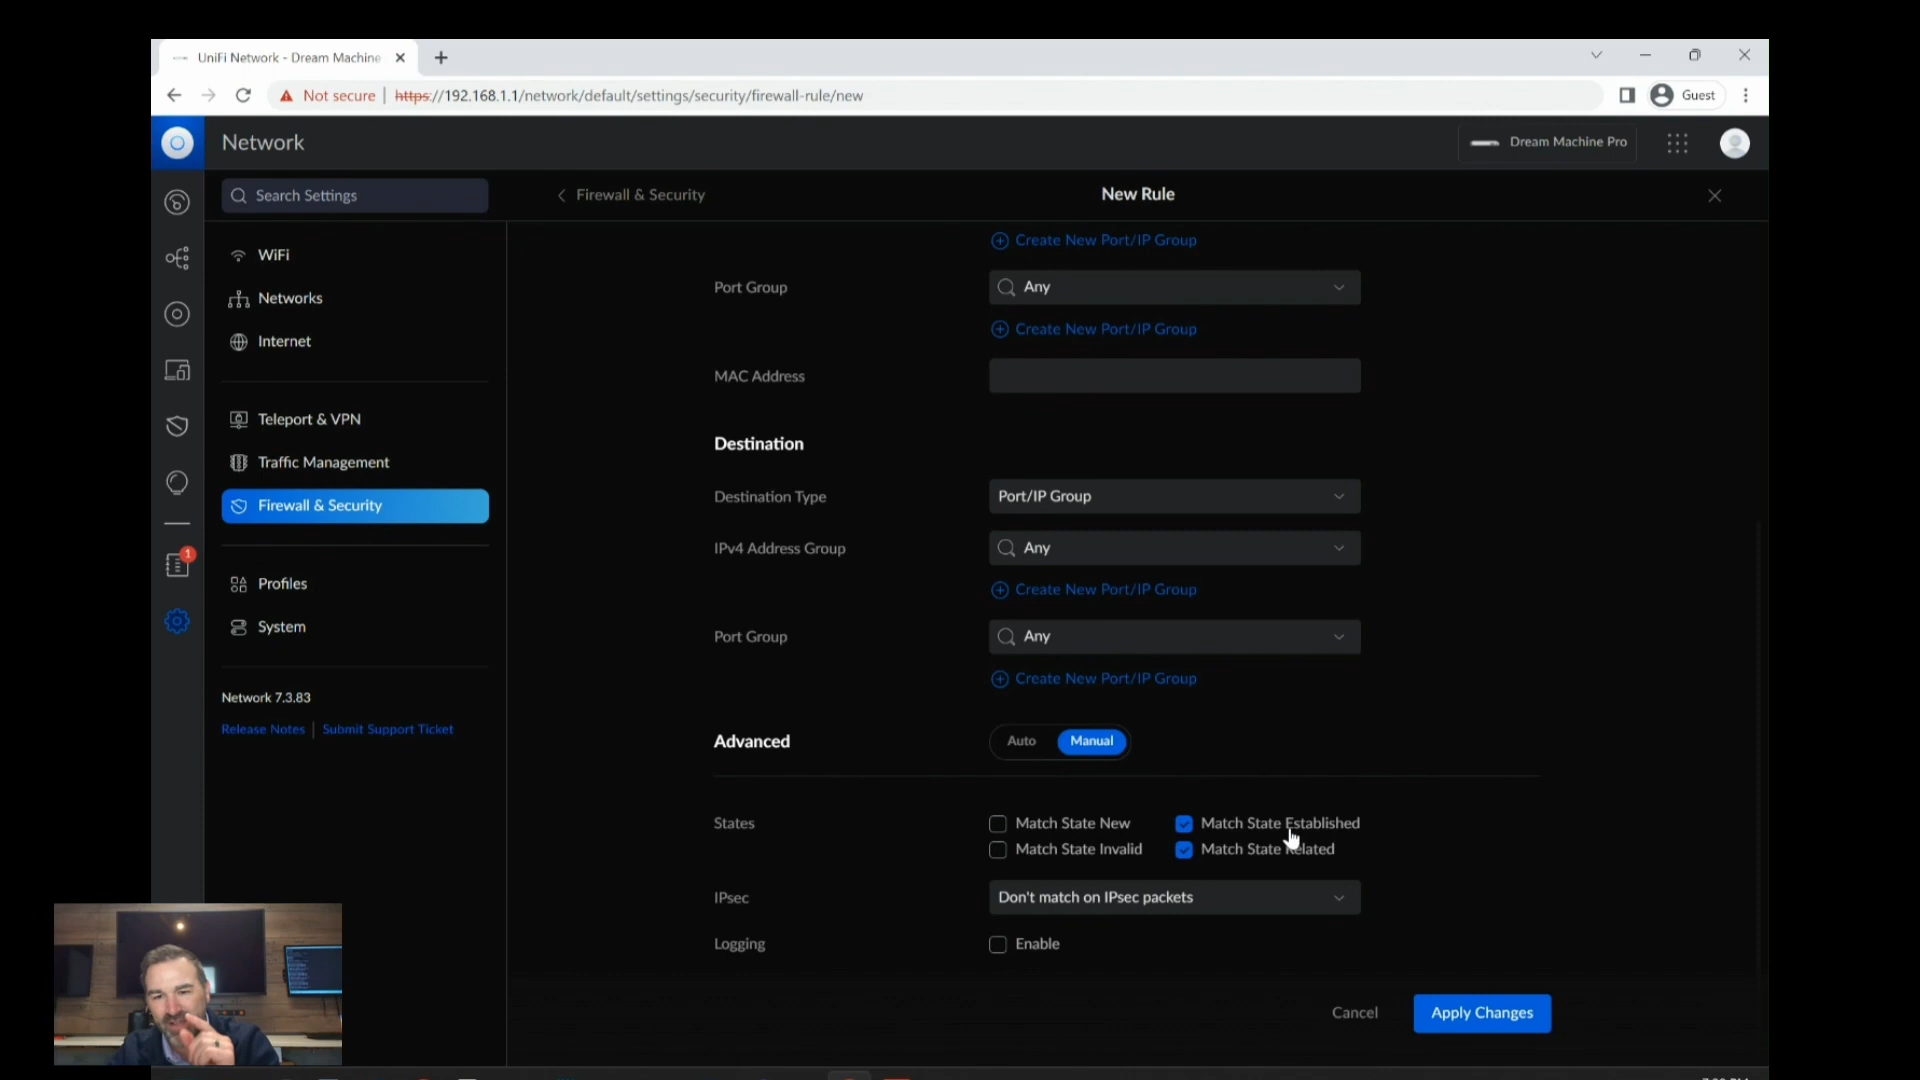 UniFi Network - Dream Machine
Not secure | https://192.168.1.1/network/default/settings/security/firewall-rule/new
Guest
Network
Dream Machine Pro
Search Settings
Firewall & Security
New Rule
WiFi
Networks
Internet
Teleport & VPN
Traffic Management
Firewall & Security
1
Profiles
System
Network 7.3.83
Release Notes | Submit Support Ticket
Create New Port/IP Group
Port Group
Any
Create New Port/IP Group
MAC Address
Destination
Destination Type
Port/IP Group
IPv4 Address Group
Any
Create New Port/IP Group
Port Group
Any
Create New Port/IP Group
Advanced
Auto
Manual
States
Match State New
Match State Established
Match State Invalid
Match State Related
IPsec
Don't match on IPsec packets
Logging
Enable
Cancel
Apply Changes